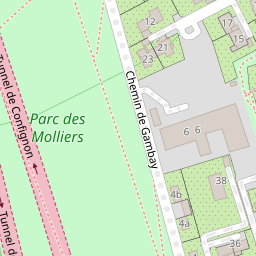 12
15
21
23
Chemin de Gambay
Tunnel de Confignon
Parc des
Molliers
6
6
38
4b
4a
36
Tunnel d